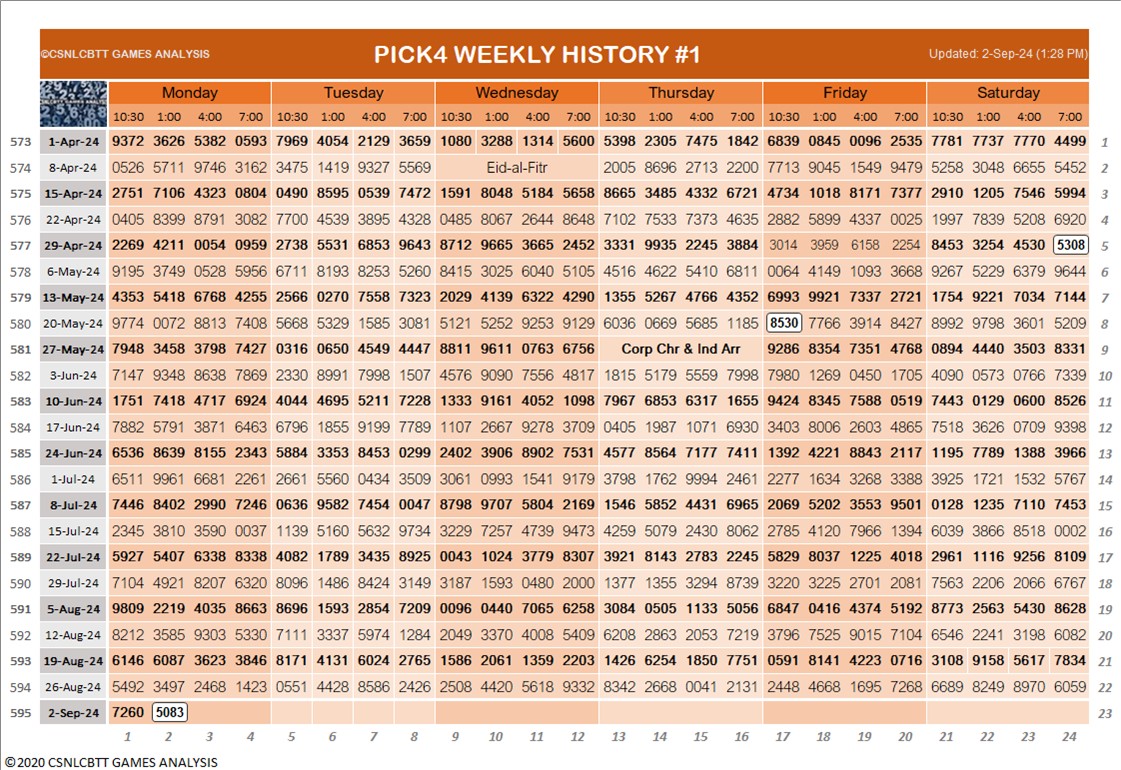 ©CSNLCBTT GAMES ANALYSIS PICK4 WEEKLY HISTORY #1 Updated: 2-Sep-24 (1:28 PM)
Monday Tuesday Wednesday Thursday Friday Saturday
10:30 1:00 4:00 7:00 10:30 1:00 4:00 7:00 10:30 1:00 4:00 7:00 10:30 1:00 4:00 7:00 10:30 1:00 4:00 7:00 10:30 1:00 4:00 7:00
573 1-Apr-24 9372 3626 5382 0593 7969 4054 2129 3659 1080 3288 1314 5600 5398 2305 7475 1842 6839 0845 0096 2535 7781 7737 7770 4499 1
574 8-Apr-24 0526 5711 9746 3162 3475 1419 9327 5569 Eid-al-Fitr 2005 8696 2713 2200 7713 9045 1549 9479 5258 3048 6655 5452 2
575 15-Apr-24 2751 7106 4323 0804 0490 8595 0539 7472 1591 8048 5184 5658 8665 3485 4332 6721 4734 1018 8171 7377 2910 1205 7546 5994 3
576 22-Apr-24 0405 8399 8791 3082 7700 4539 3895 4328 0485 8067 2644 8648 7102 7533 7373 4635 2882 5899 4337 0025 1997 7839 5208 6920 4
577 29-Apr-24 2269 4211 0054 0959 2738 5531 6853 9643 8712 9665 3665 2452 3331 9935 2245 3884 3014 3959 6158 2254 8453 3254 4530 5308 5
578 6-May-24 9195 3749 0528 5956 6711 8193 8253 5260 8415 3025 6040 5105 4516 4622 5410 6811 0064 4149 1093 3668 9267 5229 6379 9644 6
579 13-May-24 4353 5418 6768 4255 2566 0270 7558 7323 2029 4139 6322 4290 1355 5267 4766 4352 6993 9921 7337 2721 1754 9221 7034 7144 7
580 20-May-24 9774 0072 8813 7408 5668 5329 1585 3081 5121 5252 9253 9129 6036 0669 5685 1185 8530 7766 3914 8427 8992 9798 3601 5209 8
581 27-May-24 7948 3458 3798 7427 0316 0650 4549 4447 8811 9611 0763 6756 Corp Chr & Ind Arr 9286 8354 7351 4768 0894 4440 3503 8331 9
582 3-Jun-24 7147 9348 8638 7869 2330 8991 7998 1507 4576 9090 7556 4817 1815 5179 5559 7998 7980 1269 0450 1705 4090 0573 0766 7339 10
583 10-Jun-24 1751 7418 4717 6924 4044 4695 5211 7228 1333 9161 4052 1098 7967 6853 6317 1655 9424 8345 7588 0519 7443 0129 0600 8526 11
584 17-Jun-24 7882 5791 3871 6463 6796 1855 9199 7789 1107 2667 9278 3709 0405 1987 1071 6930 3403 8006 2603 4865 7518 3626 0709 9398 12
585 24-Jun-24 6536 8639 8155 2343 5884 3353 8453 0299 2402 3906 8902 7531 4577 8564 7177 7411 1392 4221 8843 2117 1195 7789 1388 3966 13
586 1-Jul-24 6511 9961 6681 2261 2661 5560 0434 3509 3061 0993 1541 9179 3798 1762 9994 2461 2277 1634 3268 3388 3925 1721 1532 5767 14
587 8-Jul-24 7446 8402 2990 7246 0636 9582 7454 0047 8798 9707 5804 2169 1546 5852 4431 6965 2069 5202 3553 9501 0128 1235 7110 7453 15
588 15-Jul-24 2345 3810 3590 0037 1139 5160 5632 9734 3229 7257 4739 9473 4259 5079 2430 8062 2785 4120 7966 1394 6039 3866 8518 0002 16
589 22-Jul-24 5927 5407 6338 8338 4082 1789 3435 8925 0043 1024 3779 8307 3921 8143 2783 2245 5829 8037 1225 4018 2961 1116 9256 8109 17
590 29-Jul-24 7104 4921 8207 6320 8096 1486 8424 3149 3187 1593 0480 2000 1377 1355 3294 8739 3220 3225 2701 2081 7563 2206 2066 6767 18
591 5-Aug-24 9809 2219 4035 8663 8696 1593 2854 7209 0096 0440 7065 6258 3084 0505 1133 5056 6847 0416 4374 5192 8773 2563 5430 8628 19
592 12-Aug-24 8212 3585 9303 5330 7111 3337 5974 1284 2049 3370 4008 5409 6208 2863 2053 7219 3796 7525 9015 7104 6546 2241 3198 6082 20
593 19-Aug-24 6146 6087 3623 3846 8171 4131 6024 2765 1586 2061 1359 2203 1426 6254 1850 7751 0591 8141 4223 0716 3108 9158 5617 7834 21
594 26-Aug-24 5492 3497 2468 1423 0551 4428 8586 2426 2508 4420 5618 9332 8342 2668 0041 2131 2448 4668 1695 7268 6689 8249 8970 6059 22
595 2-Sep-24 7260 5083 23
1 2 3 4 5 6 7 8 9 10 11 12 13 14 15 16 17 18 19 20 21 22 23 24
©2020 CSNLCBTT GAMES ANALYSIS